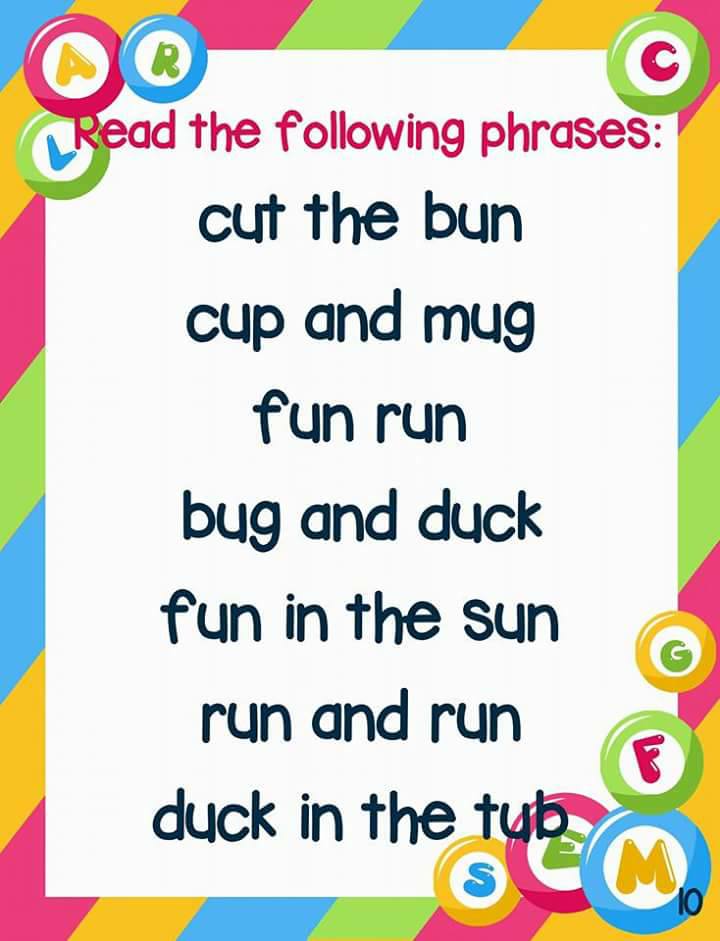 A R C
L
Read the following phrases:
cut the bun
cup and mug
fun run
bug and duck
fun in the sun
run and run
duck in the tub
G
F
S E M
10